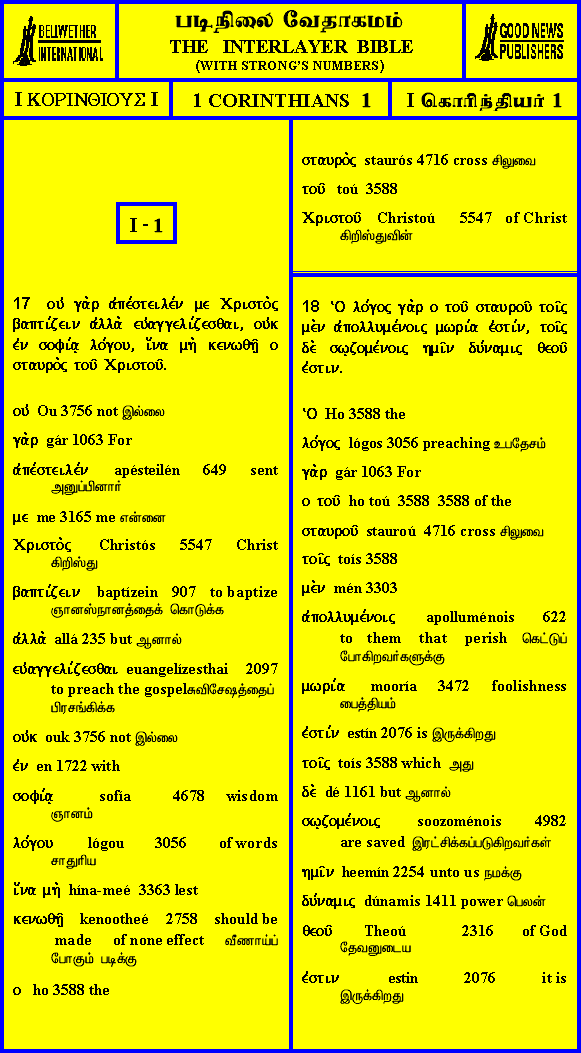 BELLWETHER
INTERNATIONAL
படிநிலை வேதாகமம்
THE INTERLAYER BIBLE
(WITH STRONG'S NUMBERS)
GOOD NEWS
PUBLISHERS
I ΚΟΡΙΝΘΙΟΥΣ I
1 CORINTHIANS 1
I கொரிந்தியர் 1
I - 1
17 οὐ γὰρ ἀπέστειλέν με Χριστὸς
βαπτίζειν ἀλλὰ εὐαγγελίζεσθαι, οὐκ
ἐν σοφίᾳ λόγου, ἵνα μὴ κενωθῇ ο
σταυρὸς τοῦ Χριστοῦ.
οὐ Ou 3756 not இல்லை
γὰρ gár 1063 For
ἀπέστειλέν apésteilén 649 sent
அனுப்பினார்
με me 3165 me என்னை
Χριστὸς Christós 5547 Christ
கிறிஸ்து
βαπτίζειν baptízein 907 to baptize
ஞானஸ்நானத்தைக் கொடுக்க
ἀλλὰ allá 235 but ஆனால்
εὐαγγελίζεσθαι euangelízesthai 2097
to preach the gospelசுவிசேஷத்தைப்
பிரசங்கிக்க
οὐκ ouk 3756 not இல்லை
ἐν en 1722 with
σοφίᾳ sofia 4678 wisdom
ஞானம்
λόγου lógou 3056 of words
சாதுரிய
ἵνα μὴ hína-meé 3363 lest
κενωθῇ kenootheé 2758 should be
made of none effect வீணாய்ப்
போகும் படிக்கு
ο ho 3588 the
σταυρὸς staurós 4716 cross சிலுவை
τοῦ toú 3588
Χριστοῦ Christoú 5547 of Christ
கிறிஸ்துவின்
18 Ὁ λόγος γὰρ ο τοῦ σταυροῦ τοῖς
μὲν ἀπολλυμένοις μωρία ἐστίν, τοῖς
δὲ σῳζομένοις ημῖν δύναμις θεοῦ
ἐστιν.
Ὁ Ho 3588 the
λόγος lógos 3056 preaching உபதேசம்
γὰρ gár 1063 For
ο τοῦ ho toú 3588 3588 of the
σταυροῦ stauroú 4716 cross சிலுவை
τοῖς toís 3588
μὲν mén 3303
ἀπολλυμένοις apolluménois 622
to them that perish கெட்டுப்
போகிறவர்களுக்கு
μωρία mooría 3472 foolishness
பைத்தியம்
ἐστίν estín 2076 is இருக்கிறது
τοῖς toís 3588 which அது
δὲ dé 1161 but ஆனால்
σῳζομένοις soozoménois 4982
are saved இரட்சிக்கப்படுகிறவர்கள்
ημῖν heemín 2254 unto us நமக்கு
δύναμις dúnamis 1411 power பெலன்
θεοῦ Theoú 2316 of God
தேவனுடைய
ἐστιν estin 2076 it is
இருக்கிறது